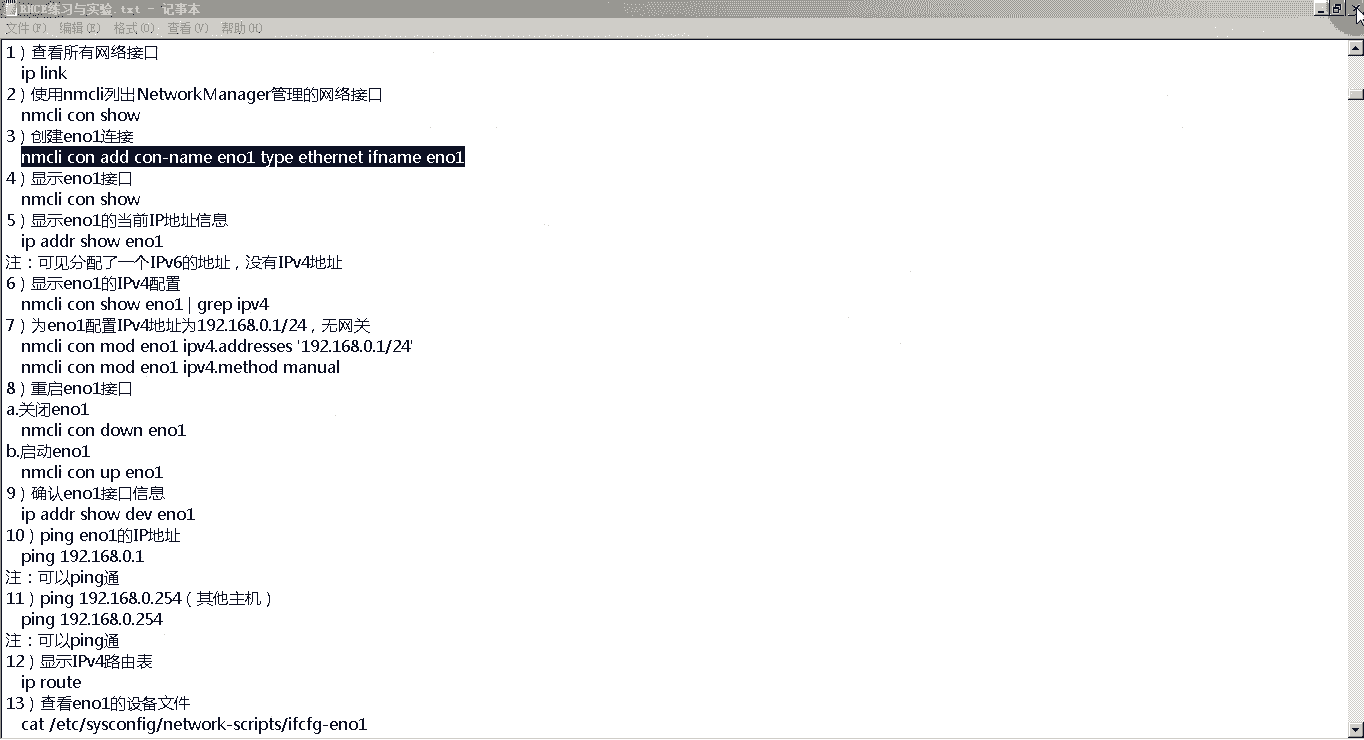 RHCE练习与实验.txt - 记事本
文件(F) 编辑(E) 格式(O) 查看(V) 帮助(H)
1）查看所有网络接口
ip link
2）使用nmcli列出NetworkManager管理的网络接口
nmcli con show
3）创建eno1连接
nmcli con add con-name eno1 type ethernet ifname eno1
4）显示eno1接口
nmcli con show
5）显示eno1的当前IP地址信息
ip addr show eno1
注：可见分配了一个IPv6的地址，没有IPv4地址
6）显示eno1的IPv4配置
nmcli con show eno1 | grep ipv4
7）为eno1配置IPv4地址为192.168.0.1/24，无网关
nmcli con mod eno1 ipv4.addresses '192.168.0.1/24'
nmcli con mod eno1 ipv4.method manual
8）重启eno1接口
a.关闭eno1
nmcli con down eno1
b.启动eno1
nmcli con up eno1
9）确认eno1接口信息
ip addr show dev eno1
10）ping eno1的IP地址
ping 192.168.0.1
注：可以ping通
11）ping 192.168.0.254（其他主机）
ping 192.168.0.254
注：可以ping通
12）显示IPv4路由表
ip route
13）查看eno1的设备文件
cat /etc/sysconfig/network-scripts/ifcfg-eno1